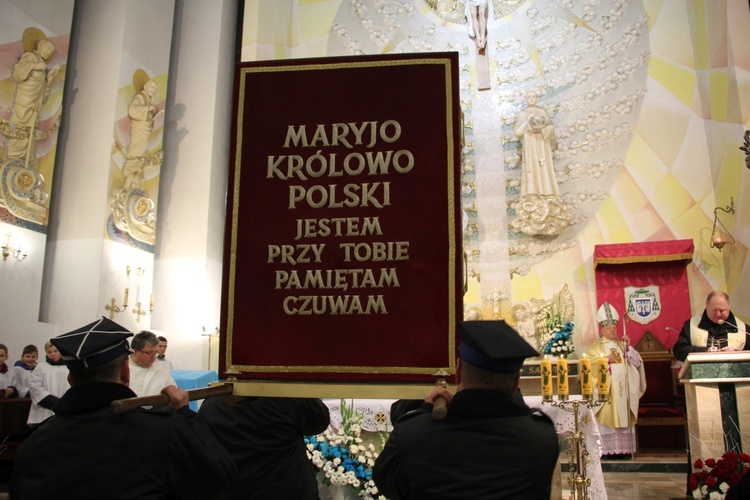 MARYJO
KRÓLOWO
POLSKI
JESTEM
PRZY TOBIE
PAMIĘTAM
CZUWAM